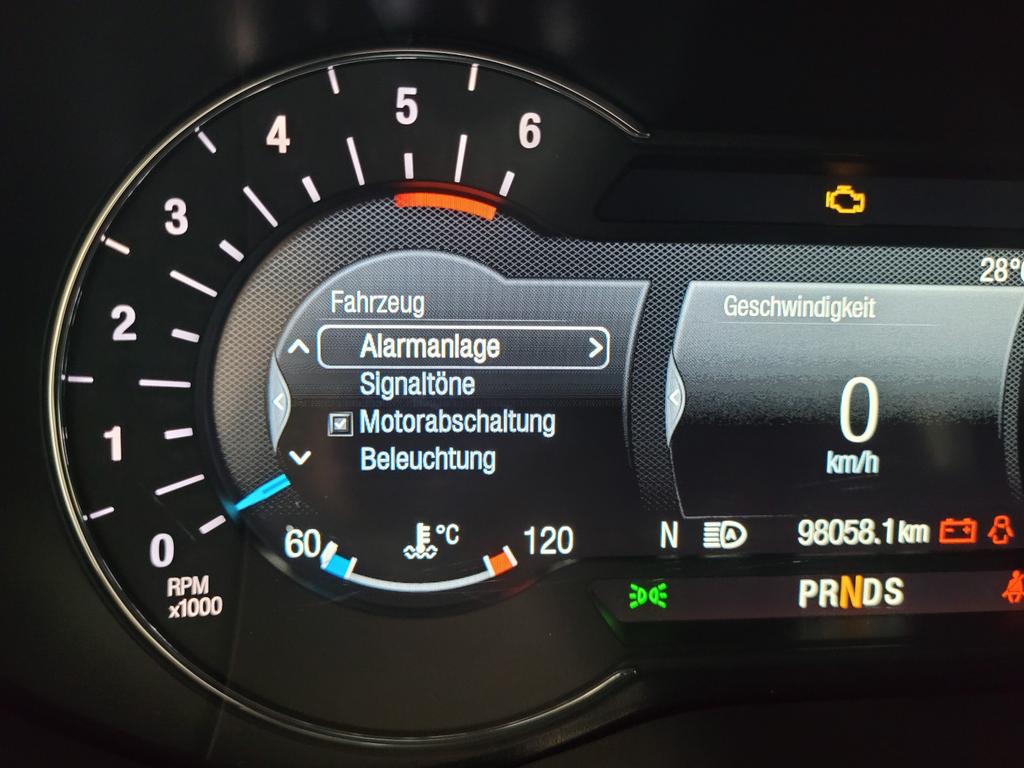 5
4
6
3
2
1
0
RPM
x1000
28°
Fahrzeug
Alarmanlage
Signaltöne
Motorabschaltung
Beleuchtung
60 °C 120
Geschwindigkeit
0
km/h
N
A
98058.1 km
PRNDS